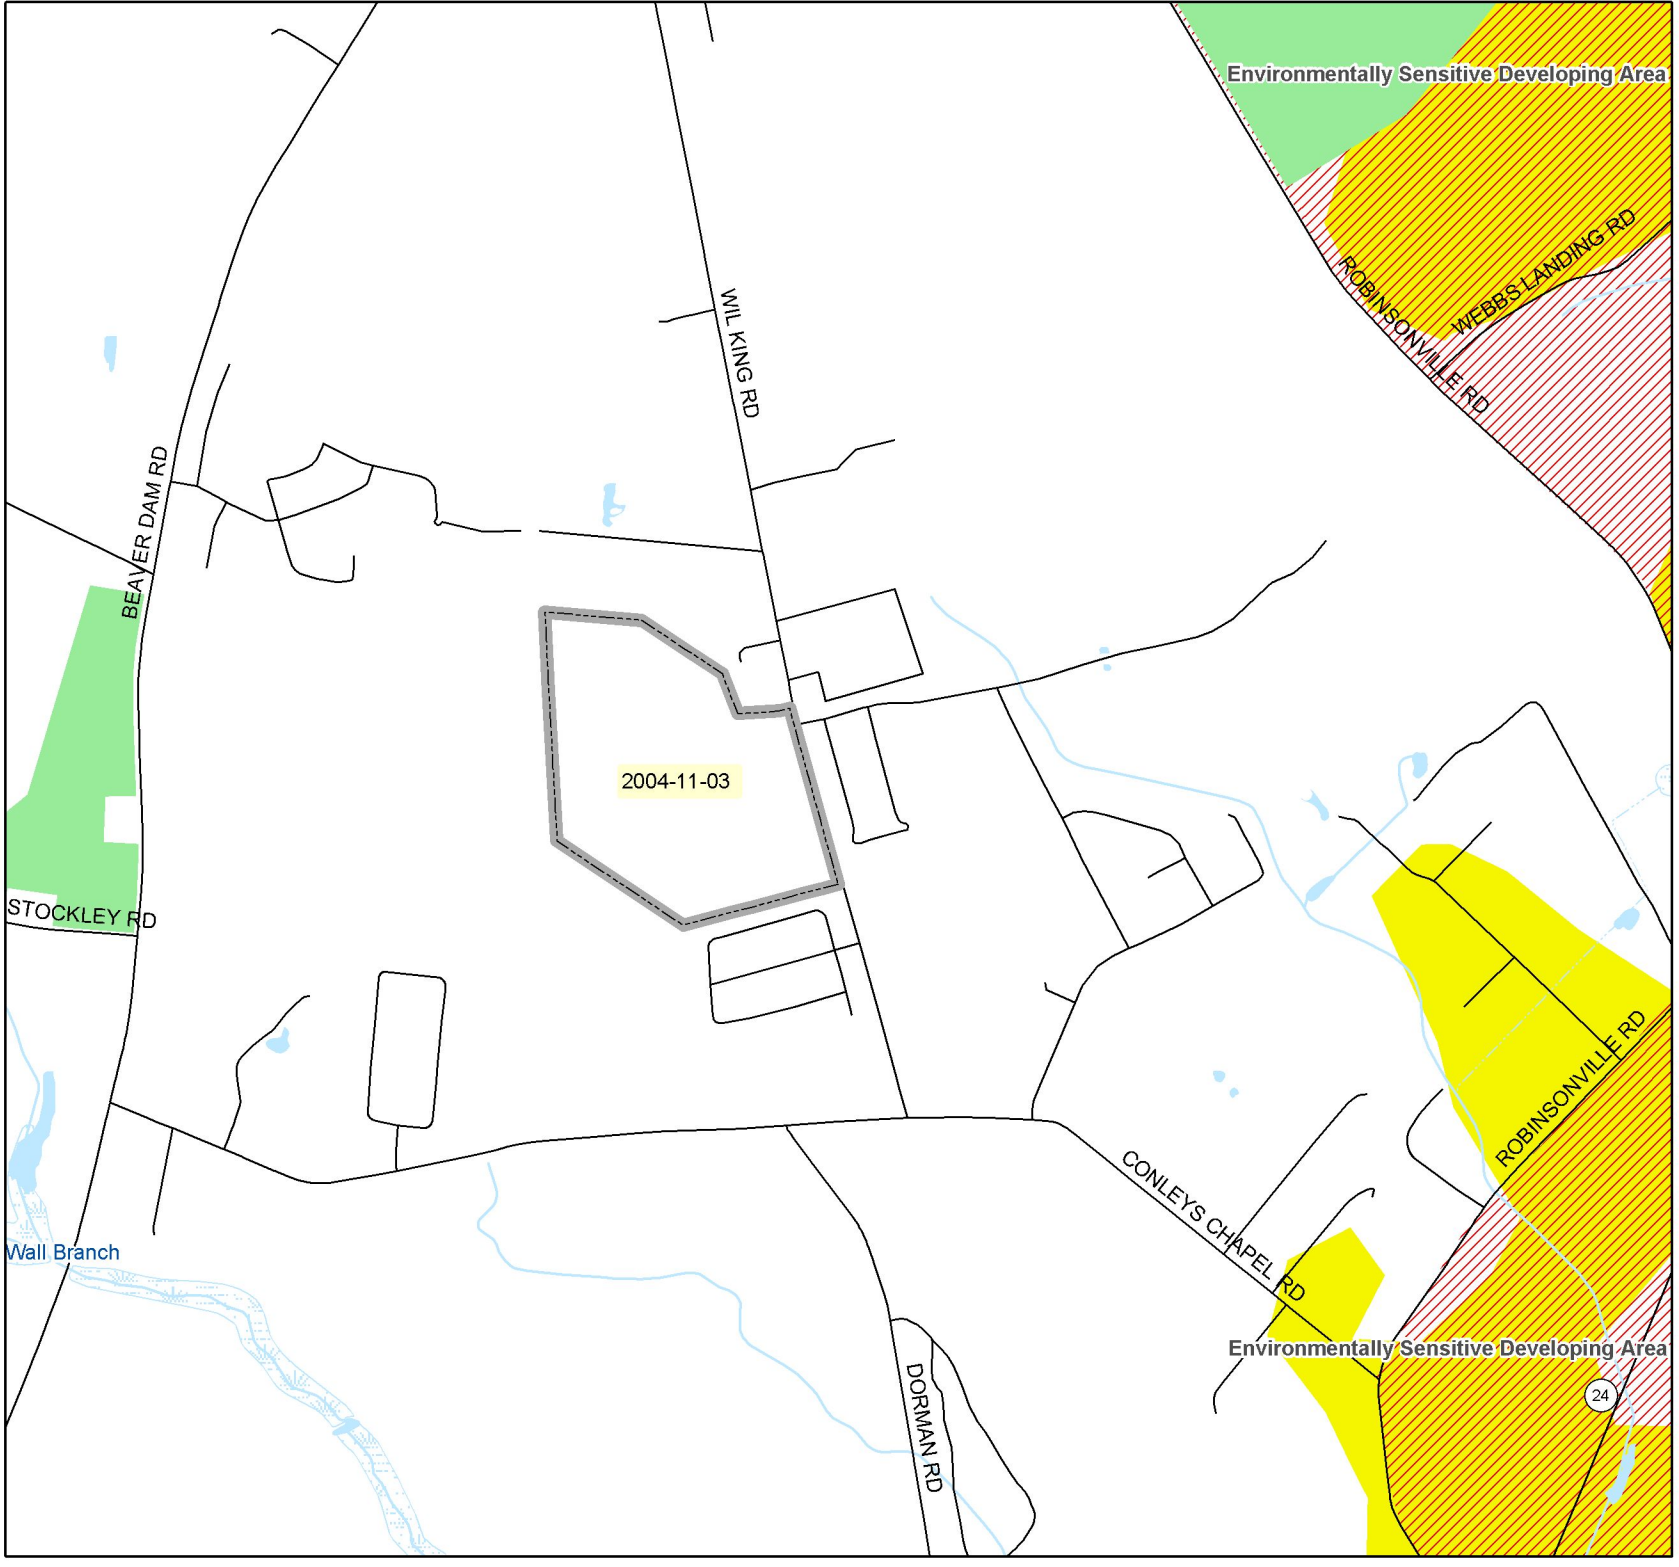 Environmentally Sensitive Developing Area
WEBBS LANDING RD
ROBINSONVILLE RD
WIL KING RD
BEAVER DAM RD
2004-11-03
STOCKLEY RD
ROBINSONVILLE RD
CONLEYS CHAPEL RD
Wall Branch
Environmentally Sensitive Developing Area
24
DORMAN RD